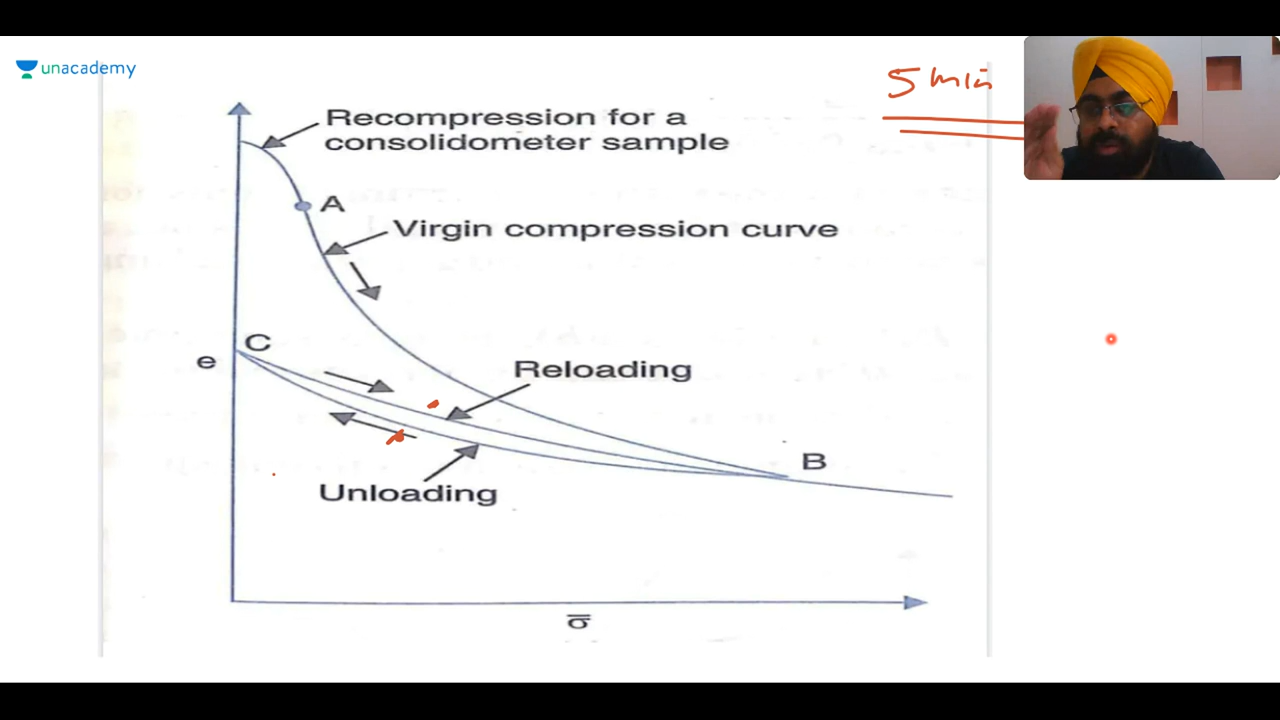 unacademy
5 min
Recompression for a
consolidometer sample
A
Virgin compression curve
C
e
Reloading
B
Unloading
σ̅